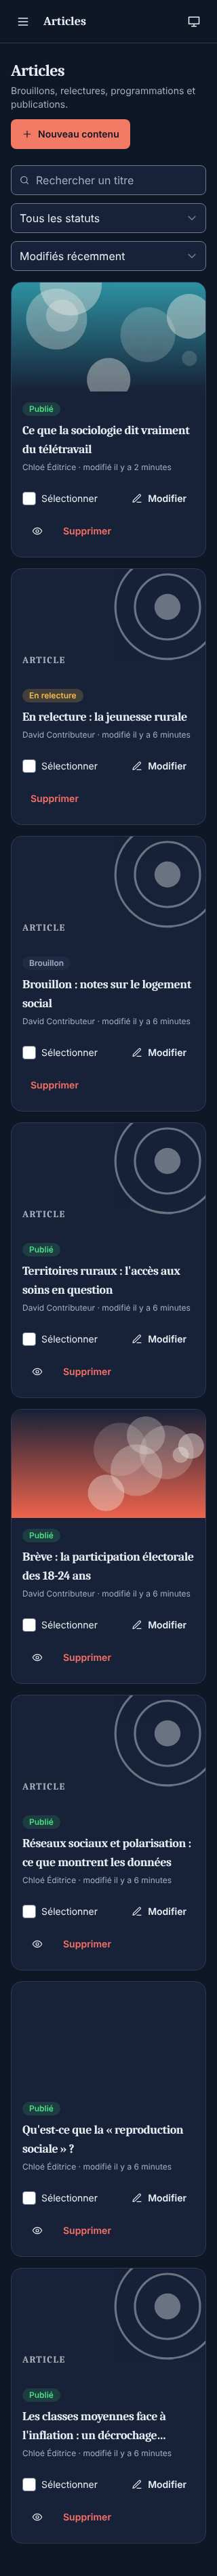 Articles
Articles
Brouillons, relectures, programmations et
publications.
Nouveau contenu
Rechercher un titre
Tous les statuts
Modifiés récemment
Publié
Ce que la sociologie dit vraiment
du télétravail
Chloé Éditrice · modifié il y a 2 minutes
Sélectionner Modifier
Supprimer
ARTICLE
En relecture
En relecture : la jeunesse rurale
David Contributeur · modifié il y a 6 minutes
Sélectionner Modifier
Supprimer
ARTICLE
Brouillon
Brouillon : notes sur le logement
social
David Contributeur · modifié il y a 6 minutes
Sélectionner Modifier
Supprimer
ARTICLE
Publié
Territoires ruraux : l'accès aux
soins en question
David Contributeur · modifié il y a 6 minutes
Sélectionner Modifier
Supprimer
Publié
Brève : la participation électorale
des 18-24 ans
David Contributeur · modifié il y a 6 minutes
Sélectionner Modifier
Supprimer
ARTICLE
Publié
Réseaux sociaux et polarisation :
ce que montrent les données
Chloé Éditrice · modifié il y a 6 minutes
Sélectionner Modifier
Supprimer
Publié
Qu'est-ce que la « reproduction
sociale » ?
Chloé Éditrice · modifié il y a 6 minutes
Sélectionner Modifier
Supprimer
ARTICLE
Publié
Les classes moyennes face à
l'inflation : un décrochage...
Chloé Éditrice · modifié il y a 6 minutes
Sélectionner Modifier
Supprimer